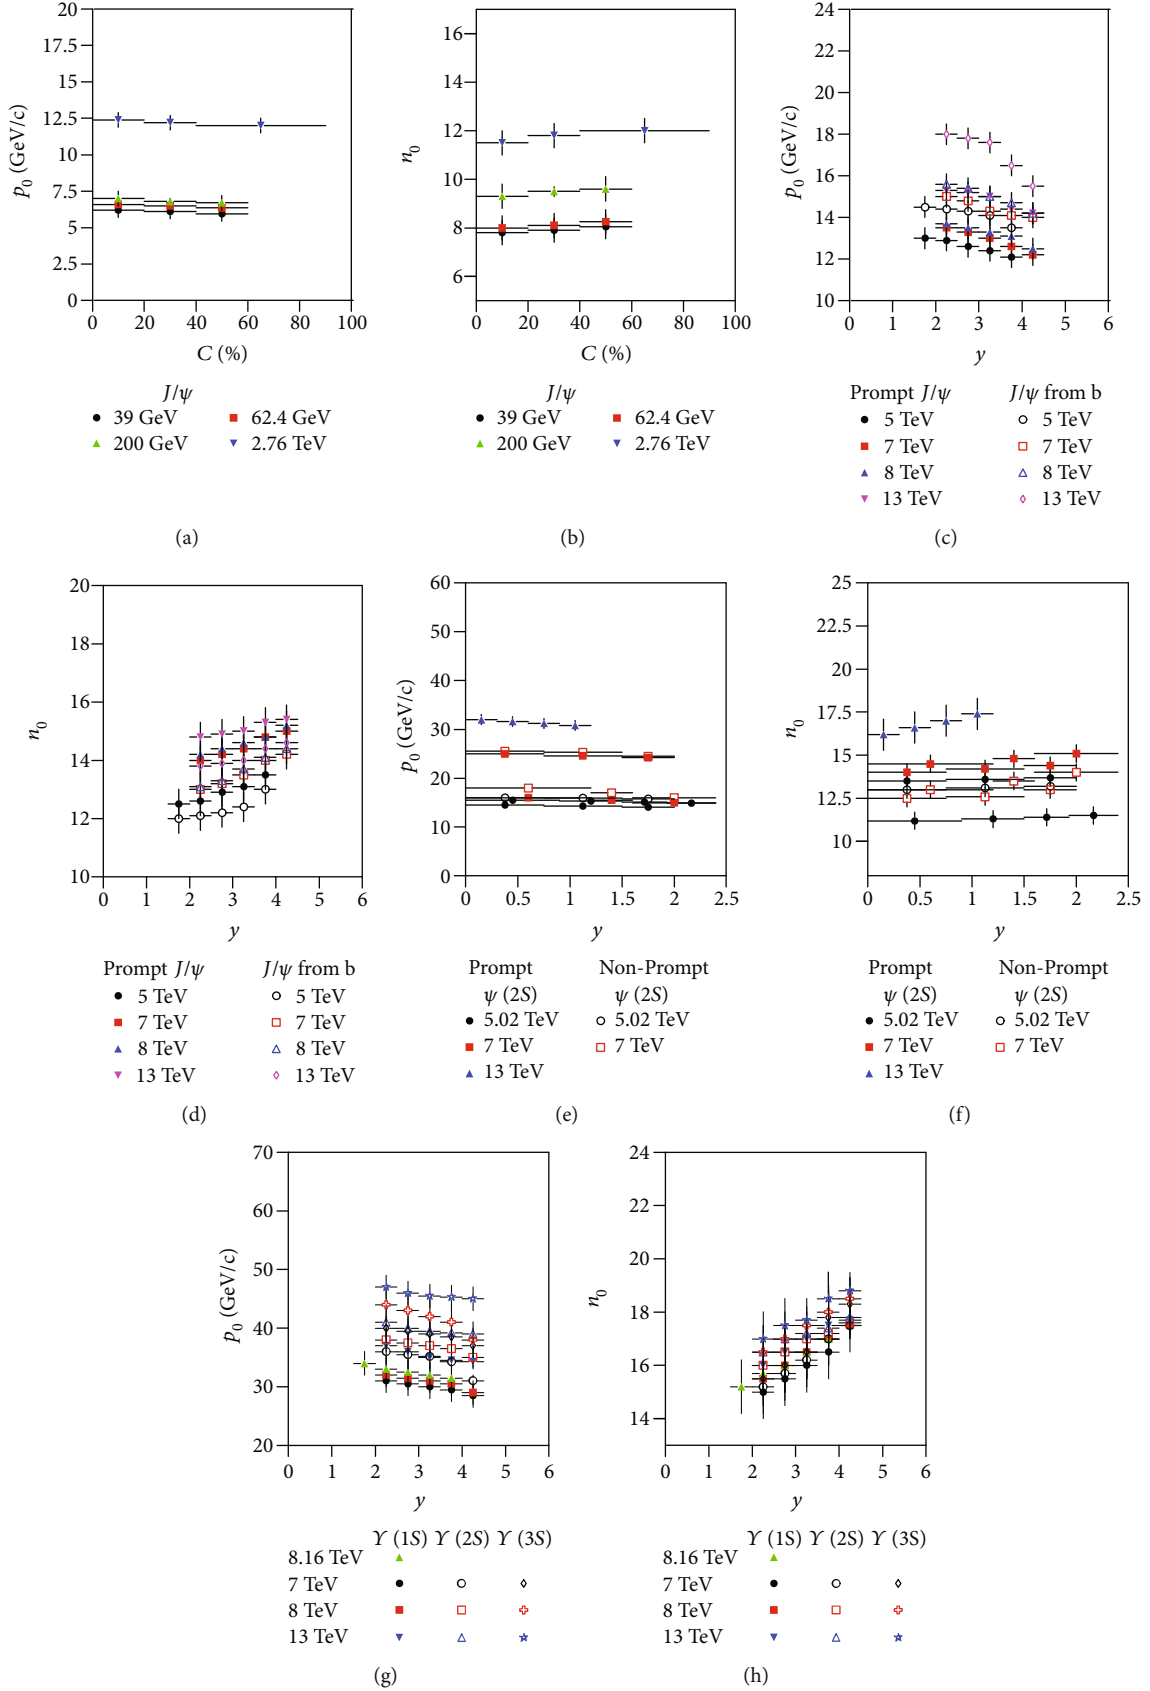 20
17.5
15
12.5
10
7.5
5
2.5
0
p0 (GeV/c)
0 20 40 60 80 100
C (%)
J/ψ
39 GeV 62.4 GeV
200 GeV 2.76 TeV
(a)
16
14
12
10
8
6
n0
0 20 40 60 80 100
C (%)
J/ψ
39 GeV 62.4 GeV
200 GeV 2.76 TeV
(b)
24
22
20
18
16
14
12
10
p0 (GeV/c)
0 1 2 3 4 5 6
y
Prompt J/ψ J/ψ from b
5 TeV 5 TeV
7 TeV 7 TeV
8 TeV 8 TeV
13 TeV 13 TeV
(c)
20
18
16
14
12
10
n0
0 1 2 3 4 5 6
y
Prompt J/ψ J/ψ from b
5 TeV 5 TeV
7 TeV 7 TeV
8 TeV 8 TeV
13 TeV 13 TeV
(d)
60
50
40
30
20
10
0
p0 (GeV/c)
0.5 1 1.5 2 2.5
y
Prompt Non-Prompt
ψ (2S) ψ (2S)
5.02 TeV 5.02 TeV
7 TeV 7 TeV
13 TeV
(e)
25
22.5
20
17.5
15
12.5
10
n0
0 0.5 1 1.5 2 2.5
y
Prompt Non-Prompt
ψ (2S) ψ (2S)
5.02 TeV 5.02 TeV
7 TeV 7 TeV
13 TeV
(f)
70
60
50
40
30
20
p0 (GeV/c)
0 1 2 3 4 5 6
y
ϒ (1S) ϒ (2S) ϒ (3S)
8.16 TeV
7 TeV
8 TeV
13 TeV
(g)
24
22
20
18
16
14
n0
0 1 2 3 4 5 6
y
ϒ (1S) ϒ (2S) ϒ (3S)
8.16 TeV
7 TeV
8 TeV
13 TeV
(h)